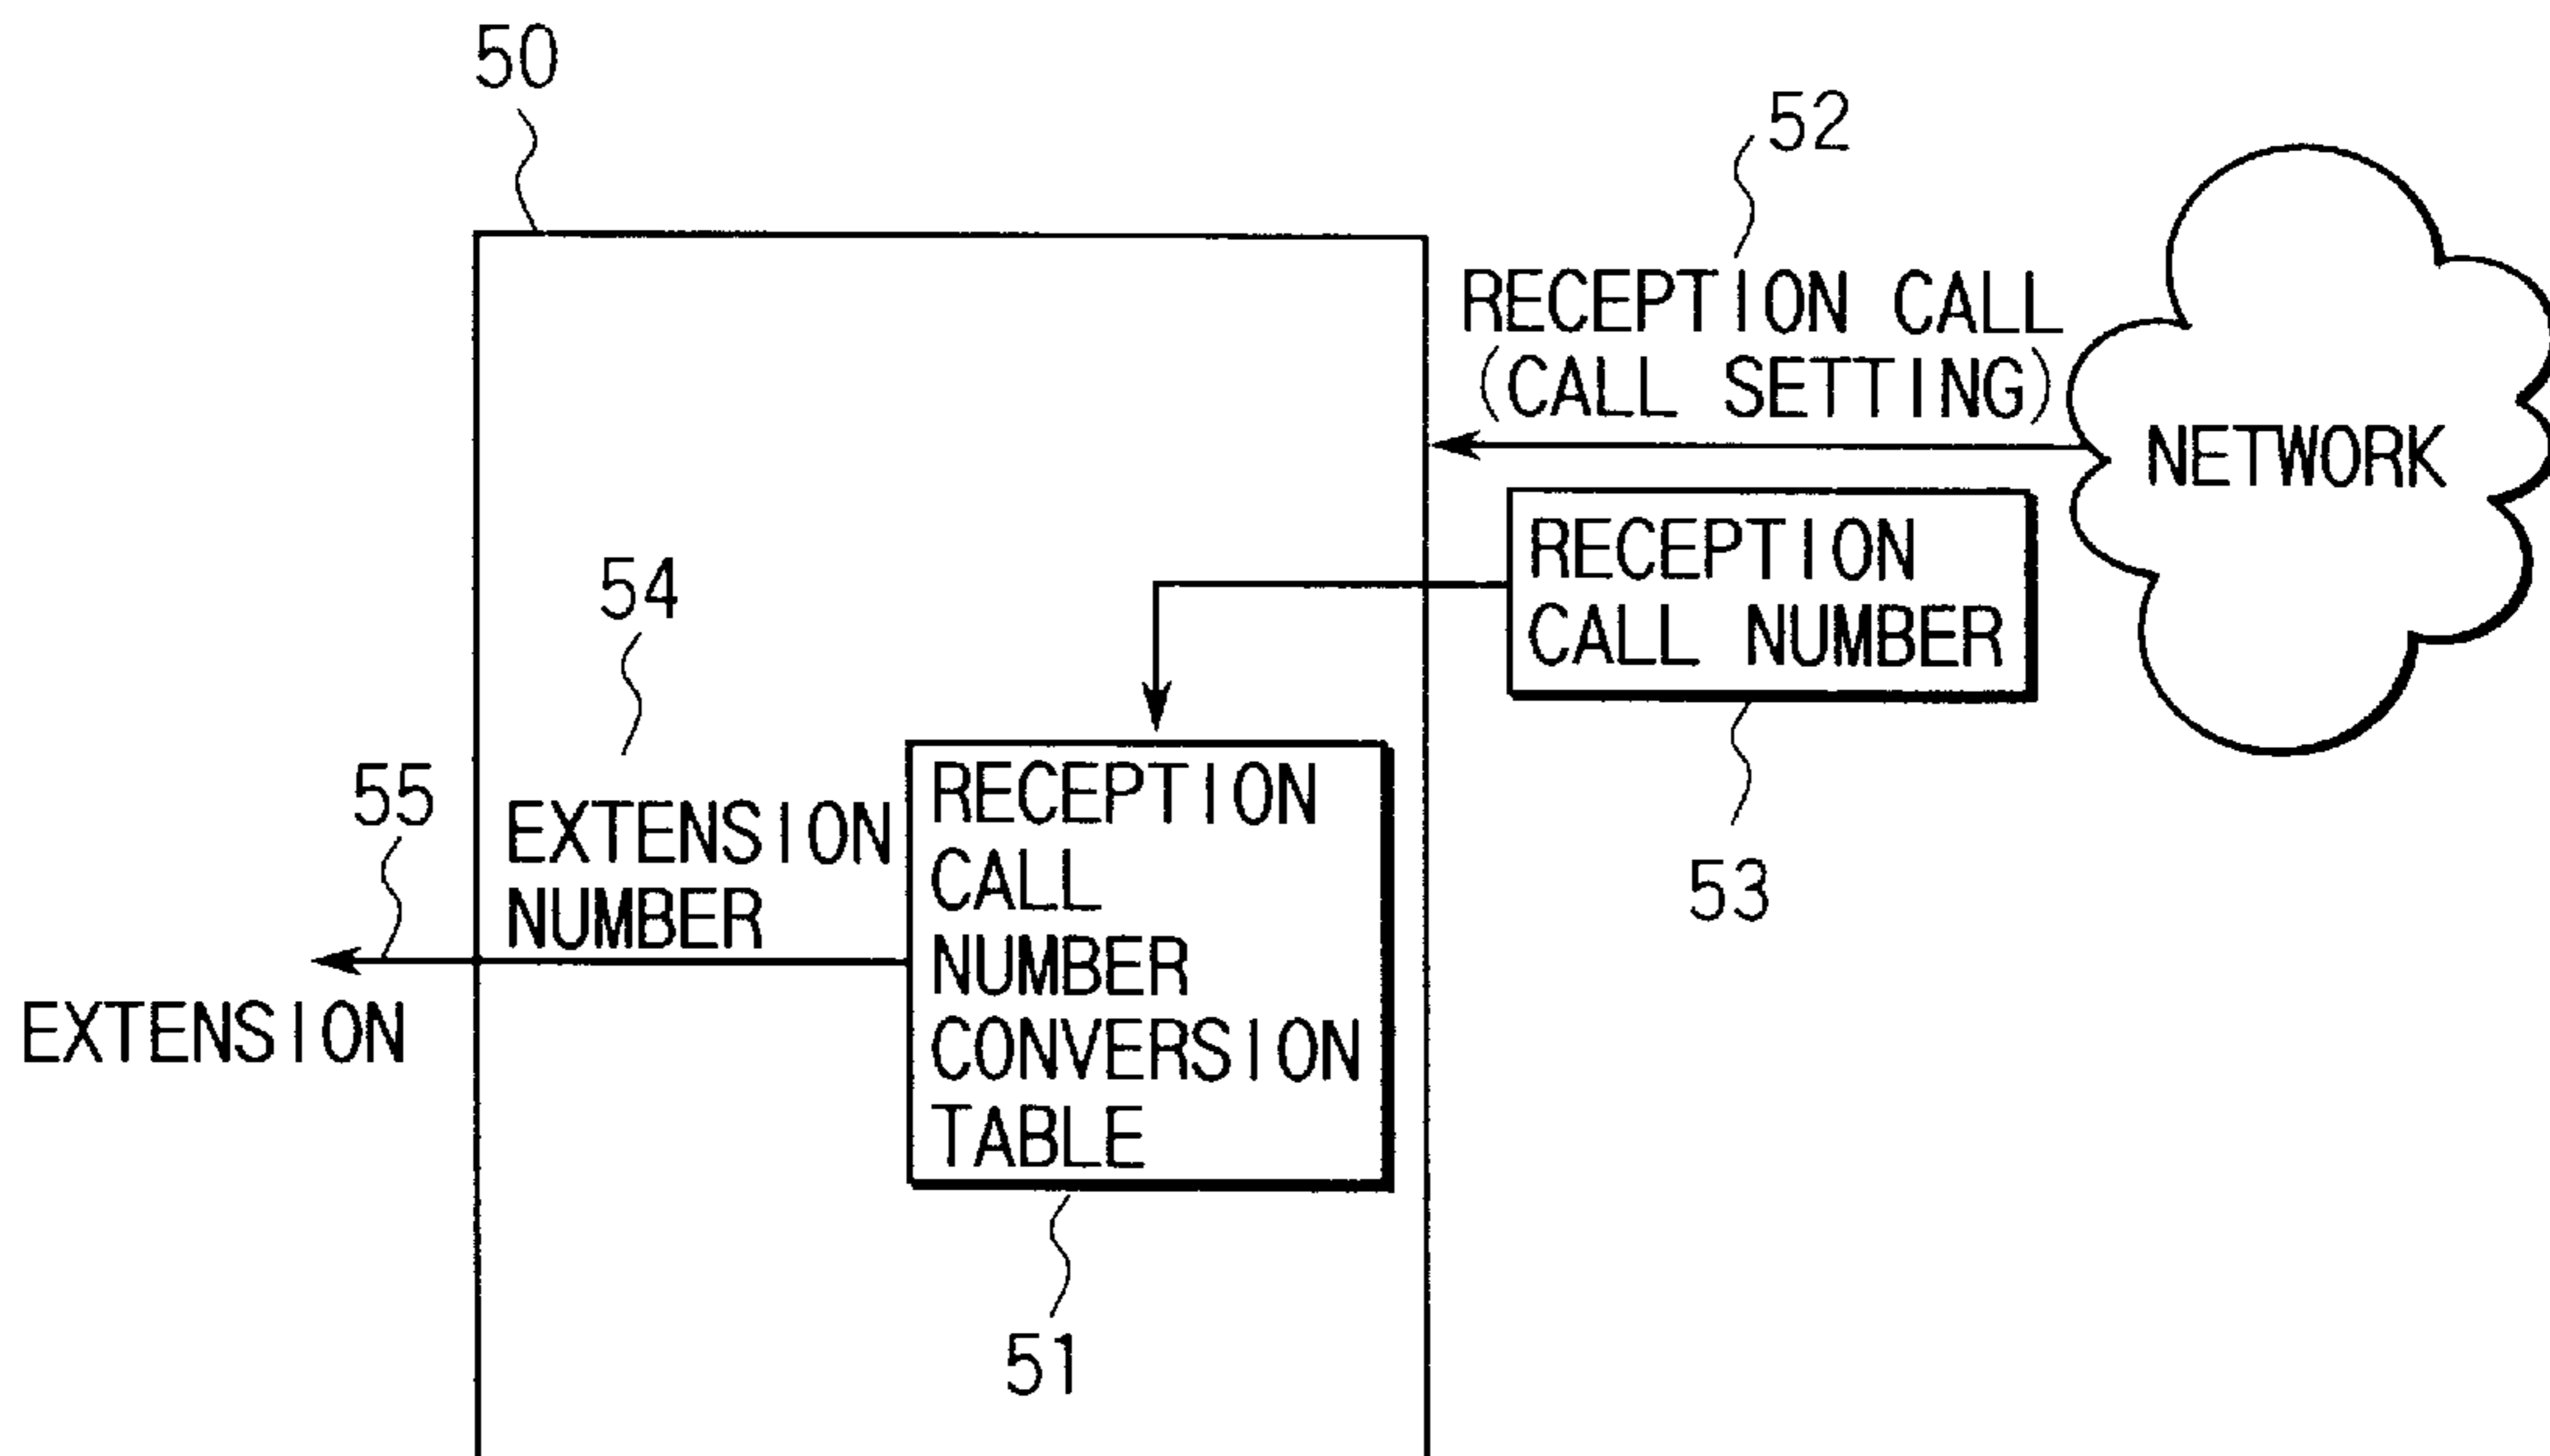 50
52
RECEPTION CALL
(CALL SETTING)
NETWORK
RECEPTION
CALL NUMBER
53
54
55
EXTENSION
NUMBER
EXTENSION
RECEPTION
CALL
NUMBER
CONVERSION
TABLE
51